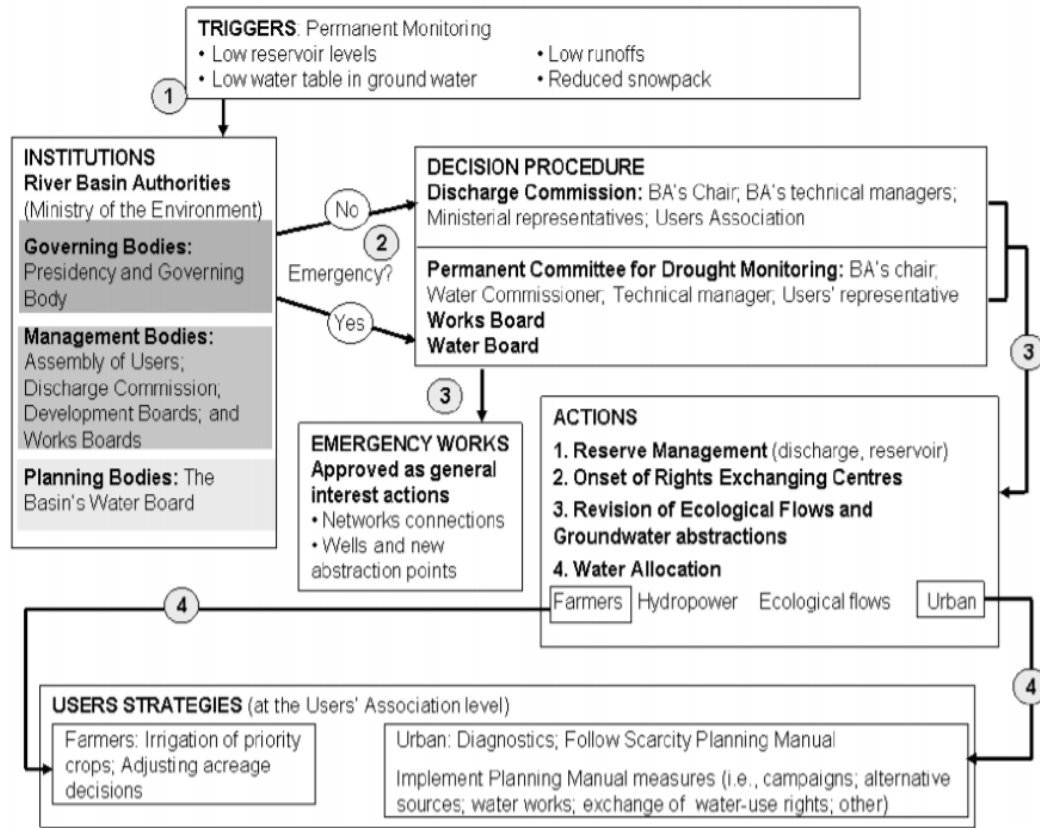 TRIGGERS: Permanent Monitoring
• Low reservoir levels
• Low runoffs
• Low water table in ground water
• Reduced snowpack
1
INSTITUTIONS
River Basin Authorities
(Ministry of the Environment)
Governing Bodies:
Presidency and Governing
Body
Management Bodies:
Assembly of Users;
Discharge Commission;
Development Boards; and
Works Boards
Planning Bodies: The
Basin's Water Board
No
2
Emergency?
Yes
DECISION PROCEDURE
Discharge Commission: BA's Chair; BA's technical managers;
Ministerial representatives; Users Association
Permanent Committee for Drought Monitoring: BA's chair;
Water Commissioner; Technical manager; Users' representative
Works Board
Water Board
3
3
EMERGENCY WORKS
Approved as general
interest actions
• Networks connections
• Wells and new
abstraction points
ACTIONS
1. Reserve Management (discharge, reservoir)
2. Onset of Rights Exchanging Centres
3. Revision of Ecological Flows and
Groundwater abstractions
4. Water Allocation
Farmers Hydropower Ecological flows Urban
4
4
USERS STRATEGIES (at the Users' Association level)
Farmers: Irrigation of priority
crops; Adjusting acreage
decisions
Urban: Diagnostics; Follow Scarcity Planning Manual
Implement Planning Manual measures (i.e., campaigns; alternative
sources; water works; exchange of water-use rights; other)